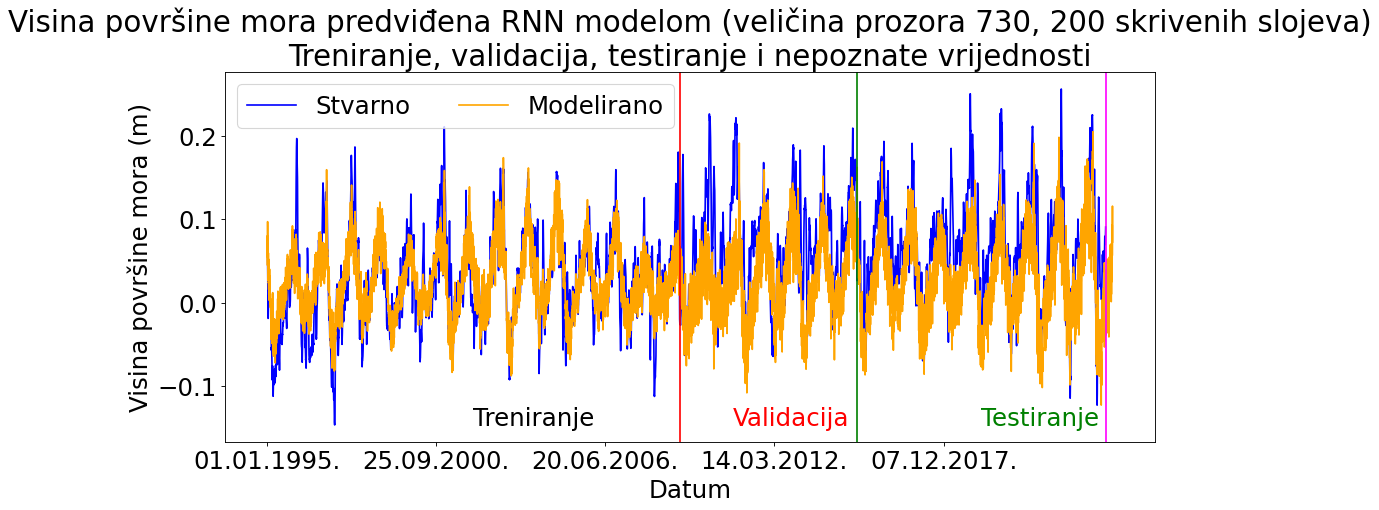 Visina površine mora predviđena RNN modelom (veličina prozora 730, 200 skrivenih slojeva)
Treniranje, validacija, testiranje i nepoznate vrijednosti
Stvarno Modelirano
Visina površine mora (m)
0.2
0.1
0.0
−0.1
Treniranje Validacija Testiranje
01.01.1995. 25.09.2000. 20.06.2006. 14.03.2012. 07.12.2017.
Datum